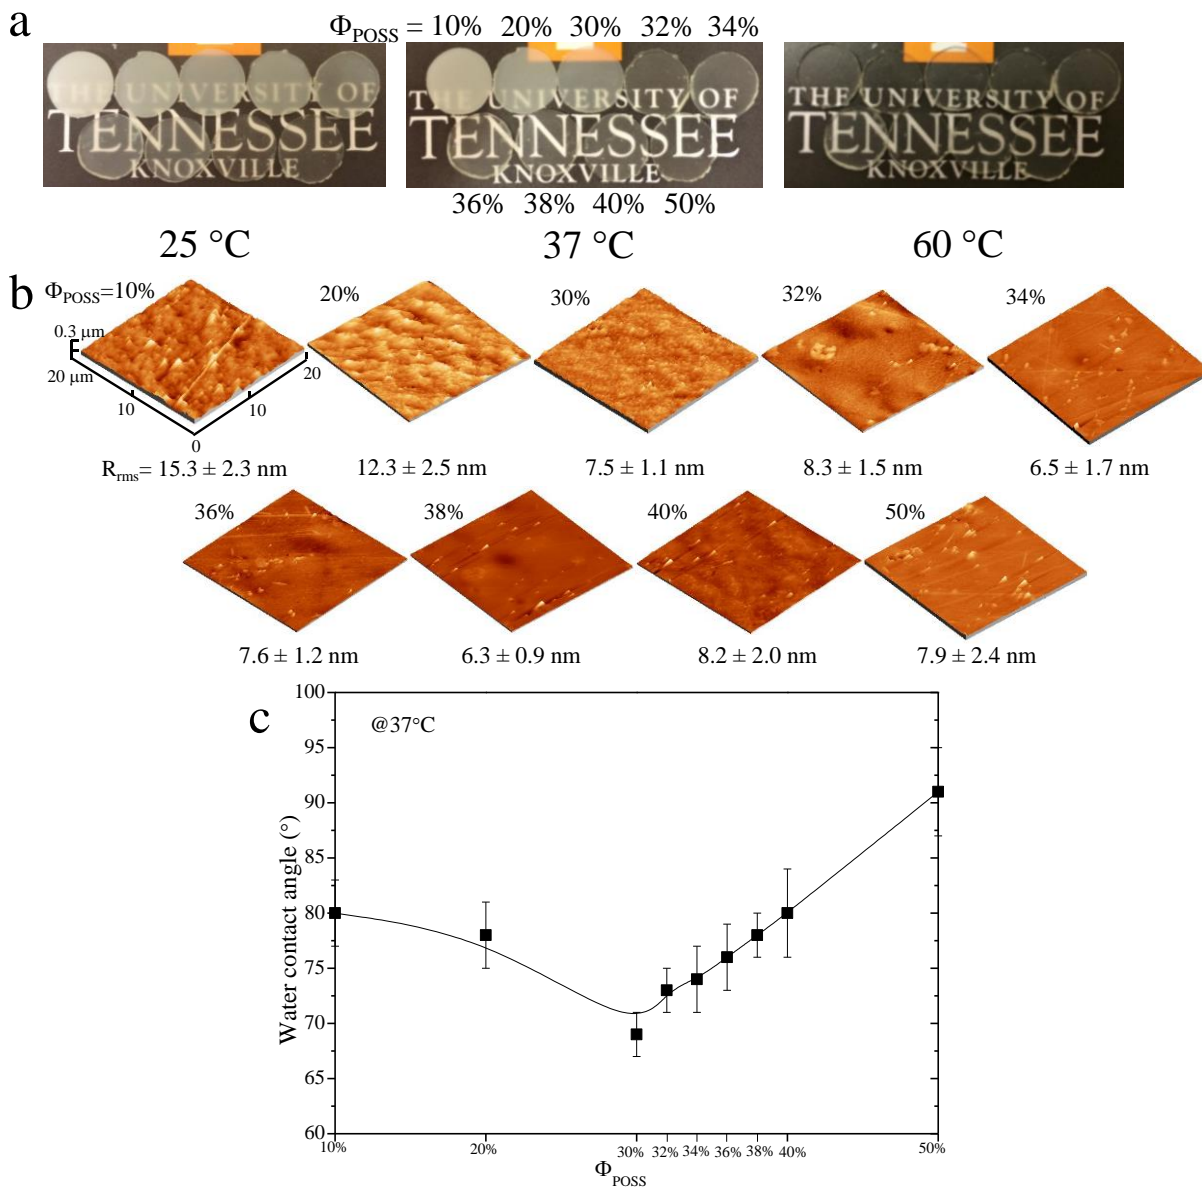 a
Φ_POSS = 10% 20% 30% 32% 34%
THE UNIVERSITY OF
TENNESSEE
KNOXVILLE
THE UNIVERSITY OF
TENNESSEE
KNOXVILLE
THE UNIVERSITY OF
TENNESSEE
KNOXVILLE
36% 38% 40% 50%
25 °C 37 °C 60 °C
b
Φ_POSS=10% 20% 30% 32% 34%
0.3 μm
20 μm
10
0
10
20
R_rms= 15.3 ± 2.3 nm 12.3 ± 2.5 nm 7.5 ± 1.1 nm 8.3 ± 1.5 nm 6.5 ± 1.7 nm
36% 38% 40% 50%
7.6 ± 1.2 nm 6.3 ± 0.9 nm 8.2 ± 2.0 nm 7.9 ± 2.4 nm
c
@37°C
Water contact angle (°)
100
95
90
85
80
75
70
65
60
10% 20% 30% 32% 34% 36% 38% 40% 50%
Φ_POSS